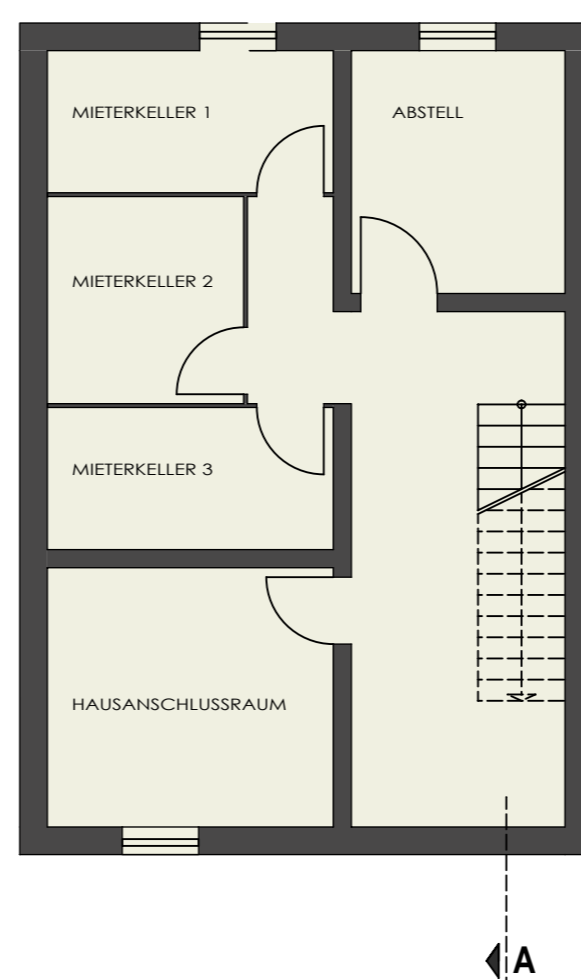 MIETERKELLER 1
ABSTELL
MIETERKELLER 2
MIETERKELLER 3
HAUSANSCHLUSSRAUM
A